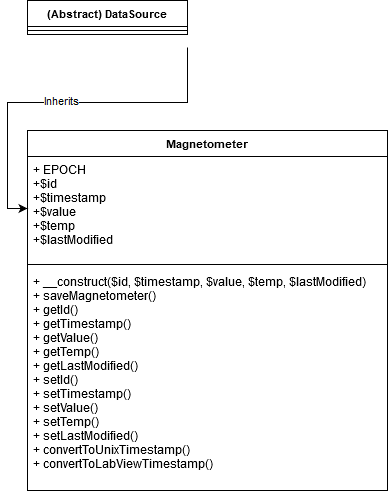 (Abstract) DataSource
Inherits
Magnetometer
+ EPOCH
+$id
+$timestamp
+$value
+$temp
+$lastModified
+ __construct($id, $timestamp, $value, $temp, $lastModified)
+ saveMagnetometer()
+ getId()
+ getTimestamp()
+ getValue()
+ getTemp()
+ getLastModified()
+ setId()
+ setTimestamp()
+ setValue()
+ setTemp()
+ setLastModified()
+ convertToUnixTimestamp()
+ convertToLabViewTimestamp()